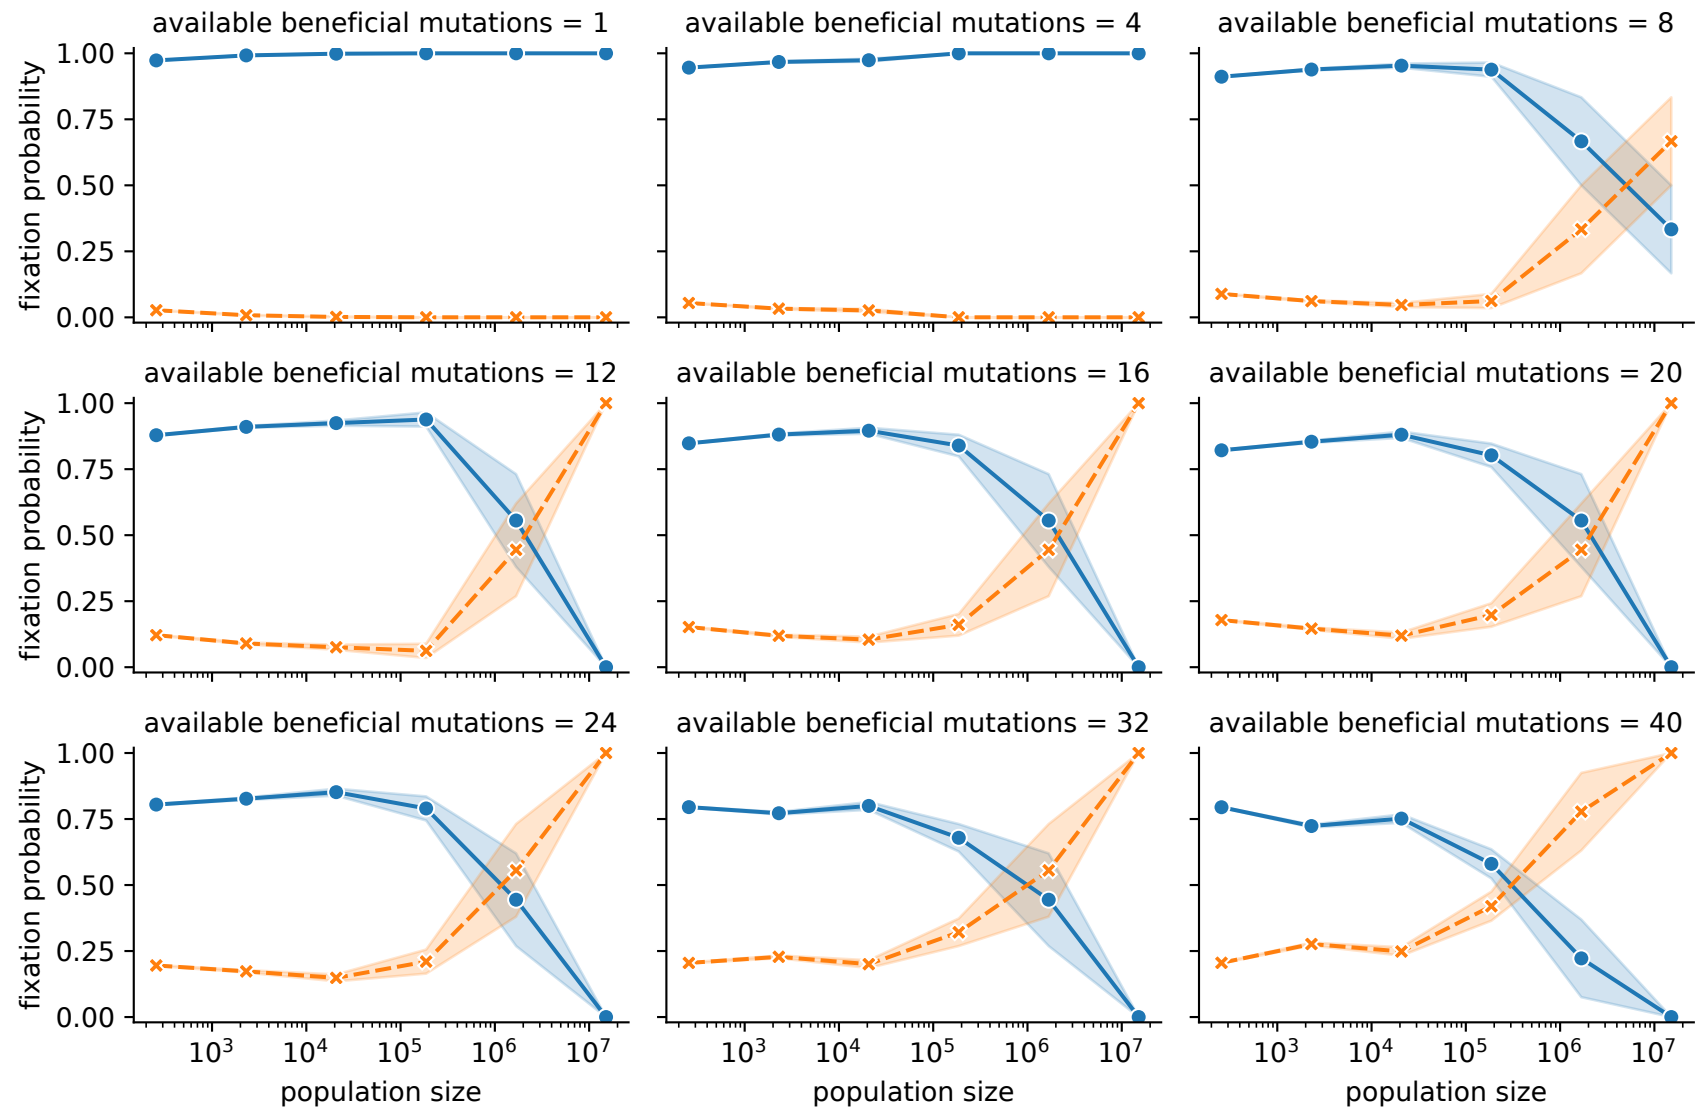 available beneficial mutations = 1
available beneficial mutations = 4
available beneficial mutations = 8
fixation probability
1.00
0.75
0.50
0.25
0.00
available beneficial mutations = 12
available beneficial mutations = 16
available beneficial mutations = 20
fixation probability
1.00
0.75
0.50
0.25
0.00
available beneficial mutations = 24
available beneficial mutations = 32
available beneficial mutations = 40
fixation probability
1.00
0.75
0.50
0.25
0.00
10³ 10⁴ 10⁵ 10⁶ 10⁷
10³ 10⁴ 10⁵ 10⁶ 10⁷
10³ 10⁴ 10⁵ 10⁶ 10⁷
population size
population size
population size